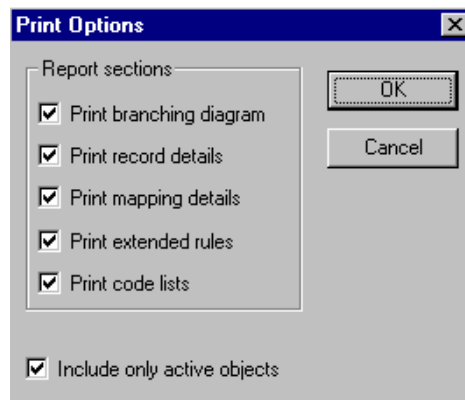 Print Options
Report sections
Print branching diagram
Print record details
Print mapping details
Print extended rules
Print code lists
OK
Cancel
Include only active objects